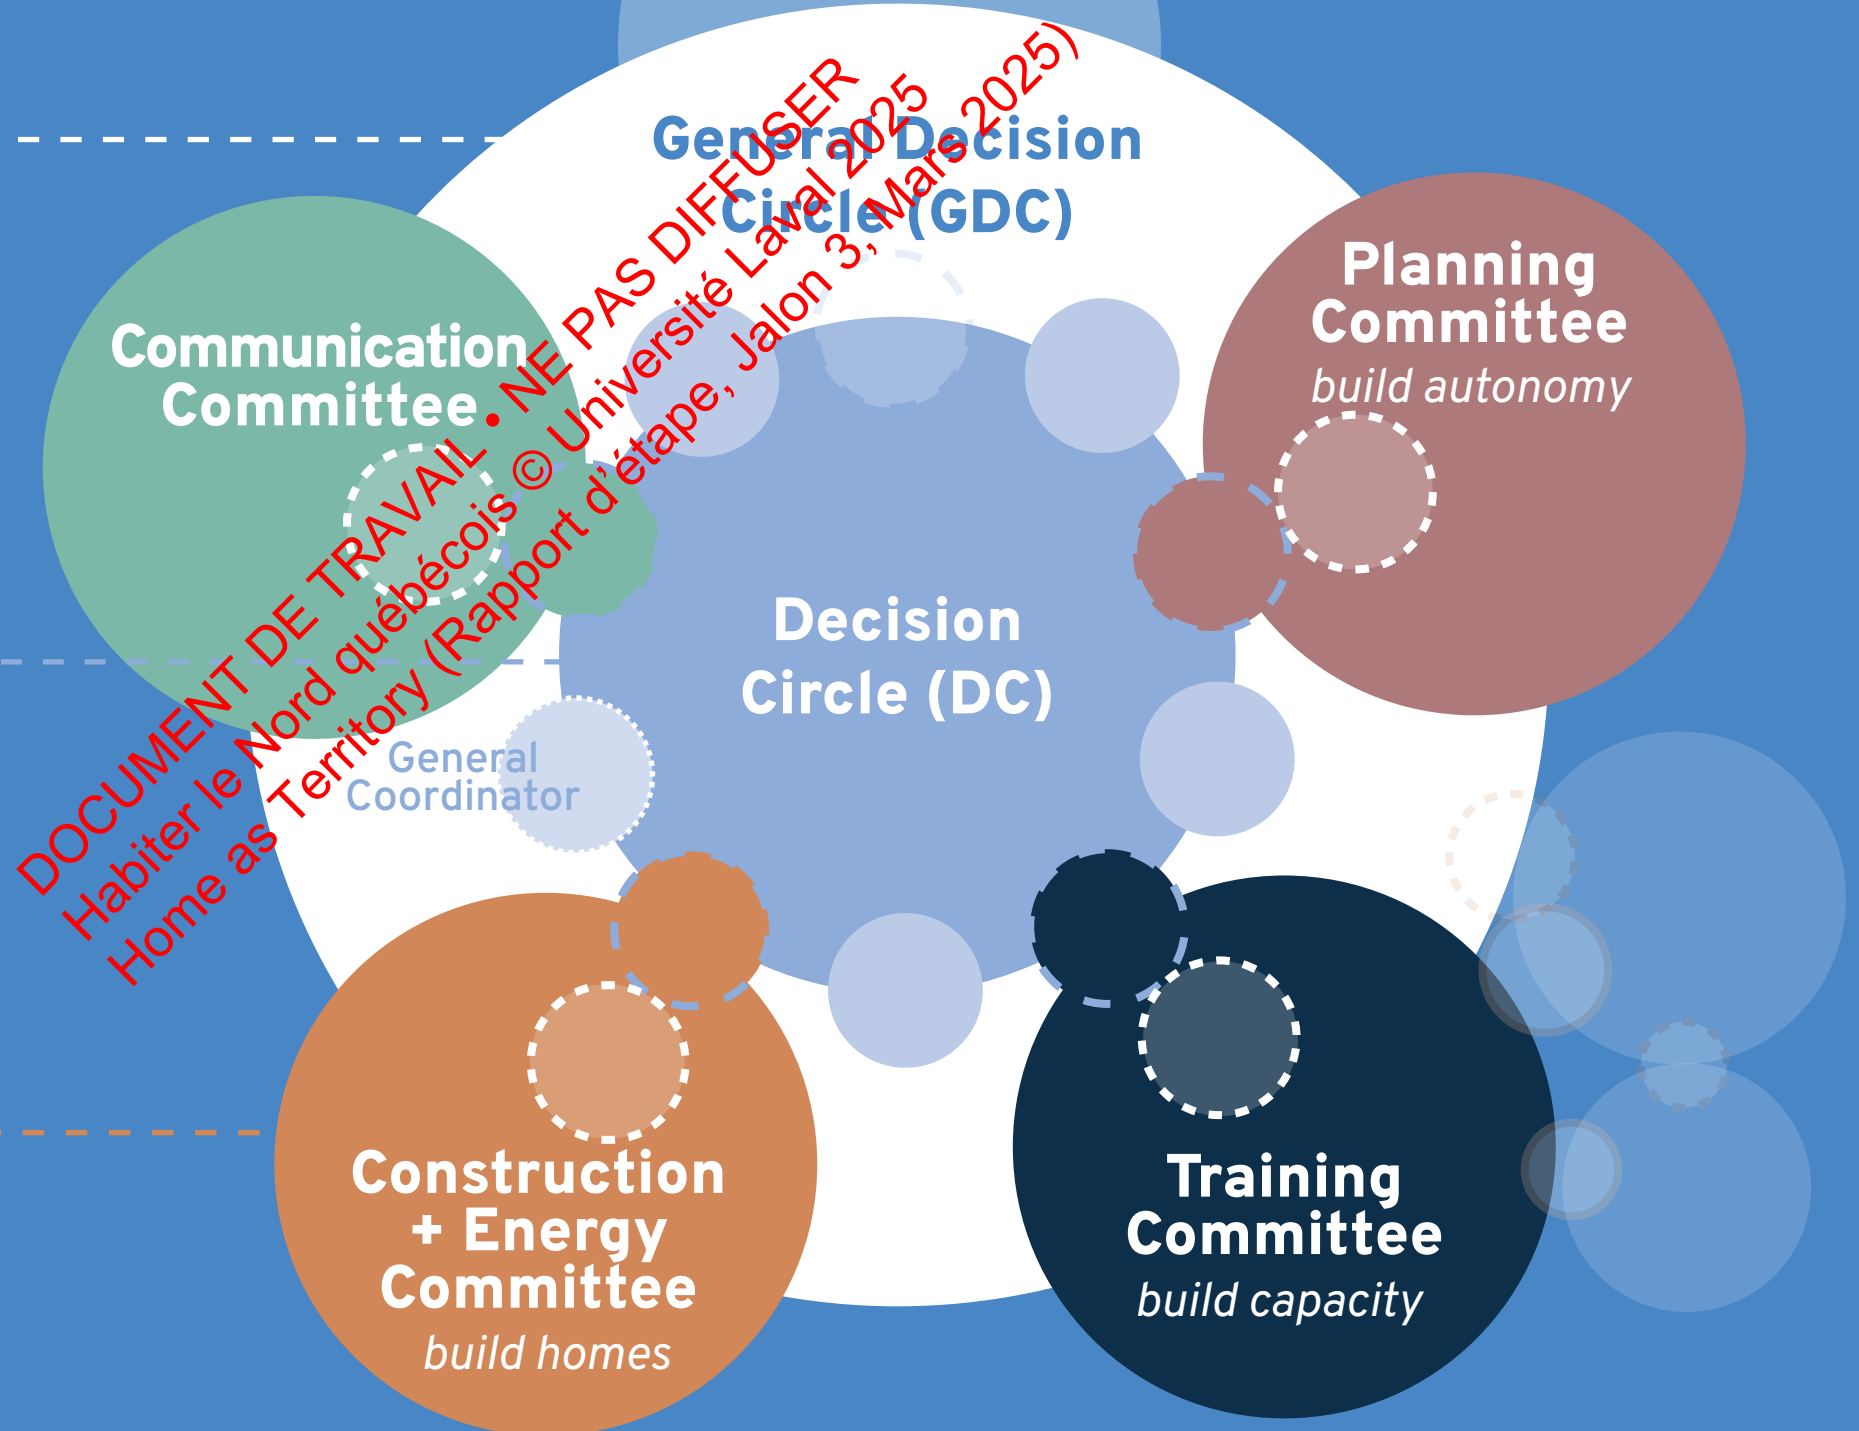 General Decision
Circle (GDC)
Planning
Committee
build autonomy
Communication
Committee
Decision
Circle (DC)
General
Coordinator
Construction
+ Energy
Committee
build homes
Training
Committee
build capacity
DOCUMENT DE TRAVAIL • NE PAS DIFFUSER
Habiter le Nord québécois © Université Laval 2025
Home as Territory (Rapport d'étape, Jalon 3, Mars 2025)